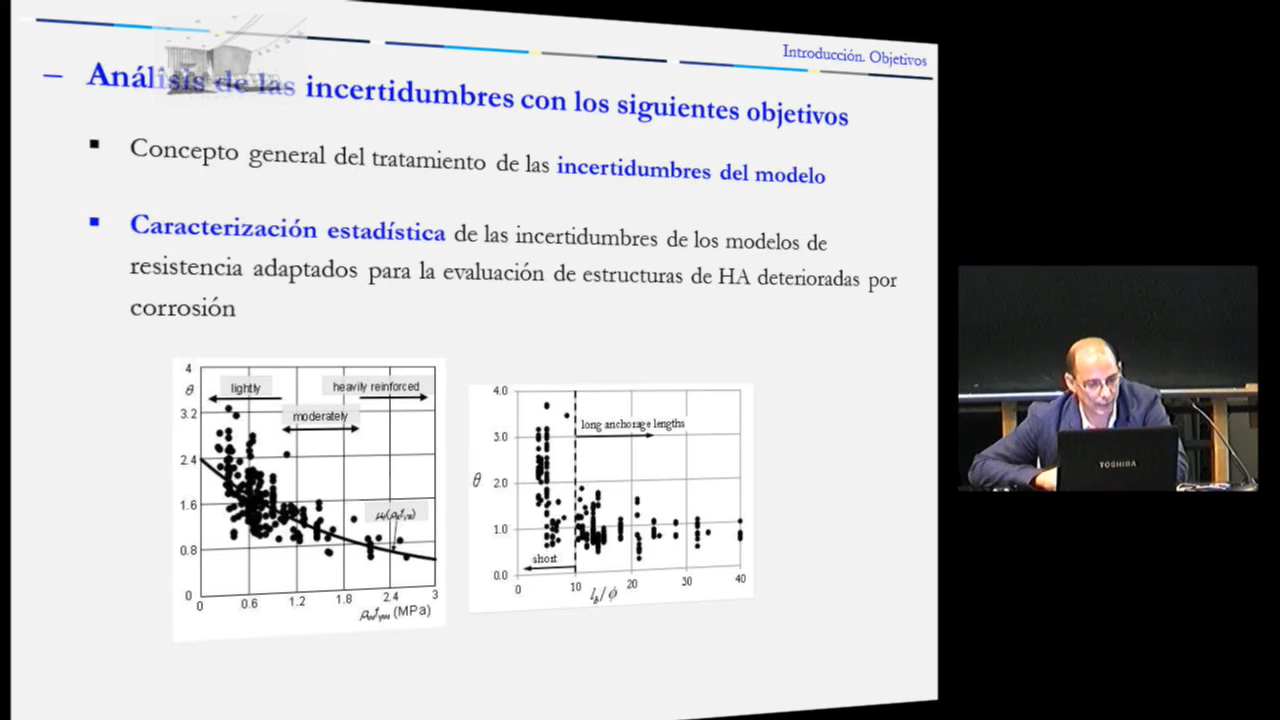 Introducción. Objetivos
– Análisis de las incertidumbres con los siguientes objetivos
▪ Concepto general del tratamiento de las incertidumbres del modelo
▪ Caracterización estadística de las incertidumbres de los modelos de
resistencia adaptados para la evaluación de estructuras de HA deterioradas por
corrosión
4
θ
lightly
heavily reinforced
3.2
moderately
2.4
1.6
0.8
0
0 0.6 1.2 1.8 2.4 3
(MPa)
4.0
long anchorage lengths
3.0
θ
2.0
1.0
short
0.0
0 10 20 30 40
l_b/ϕ
TOSHIBA